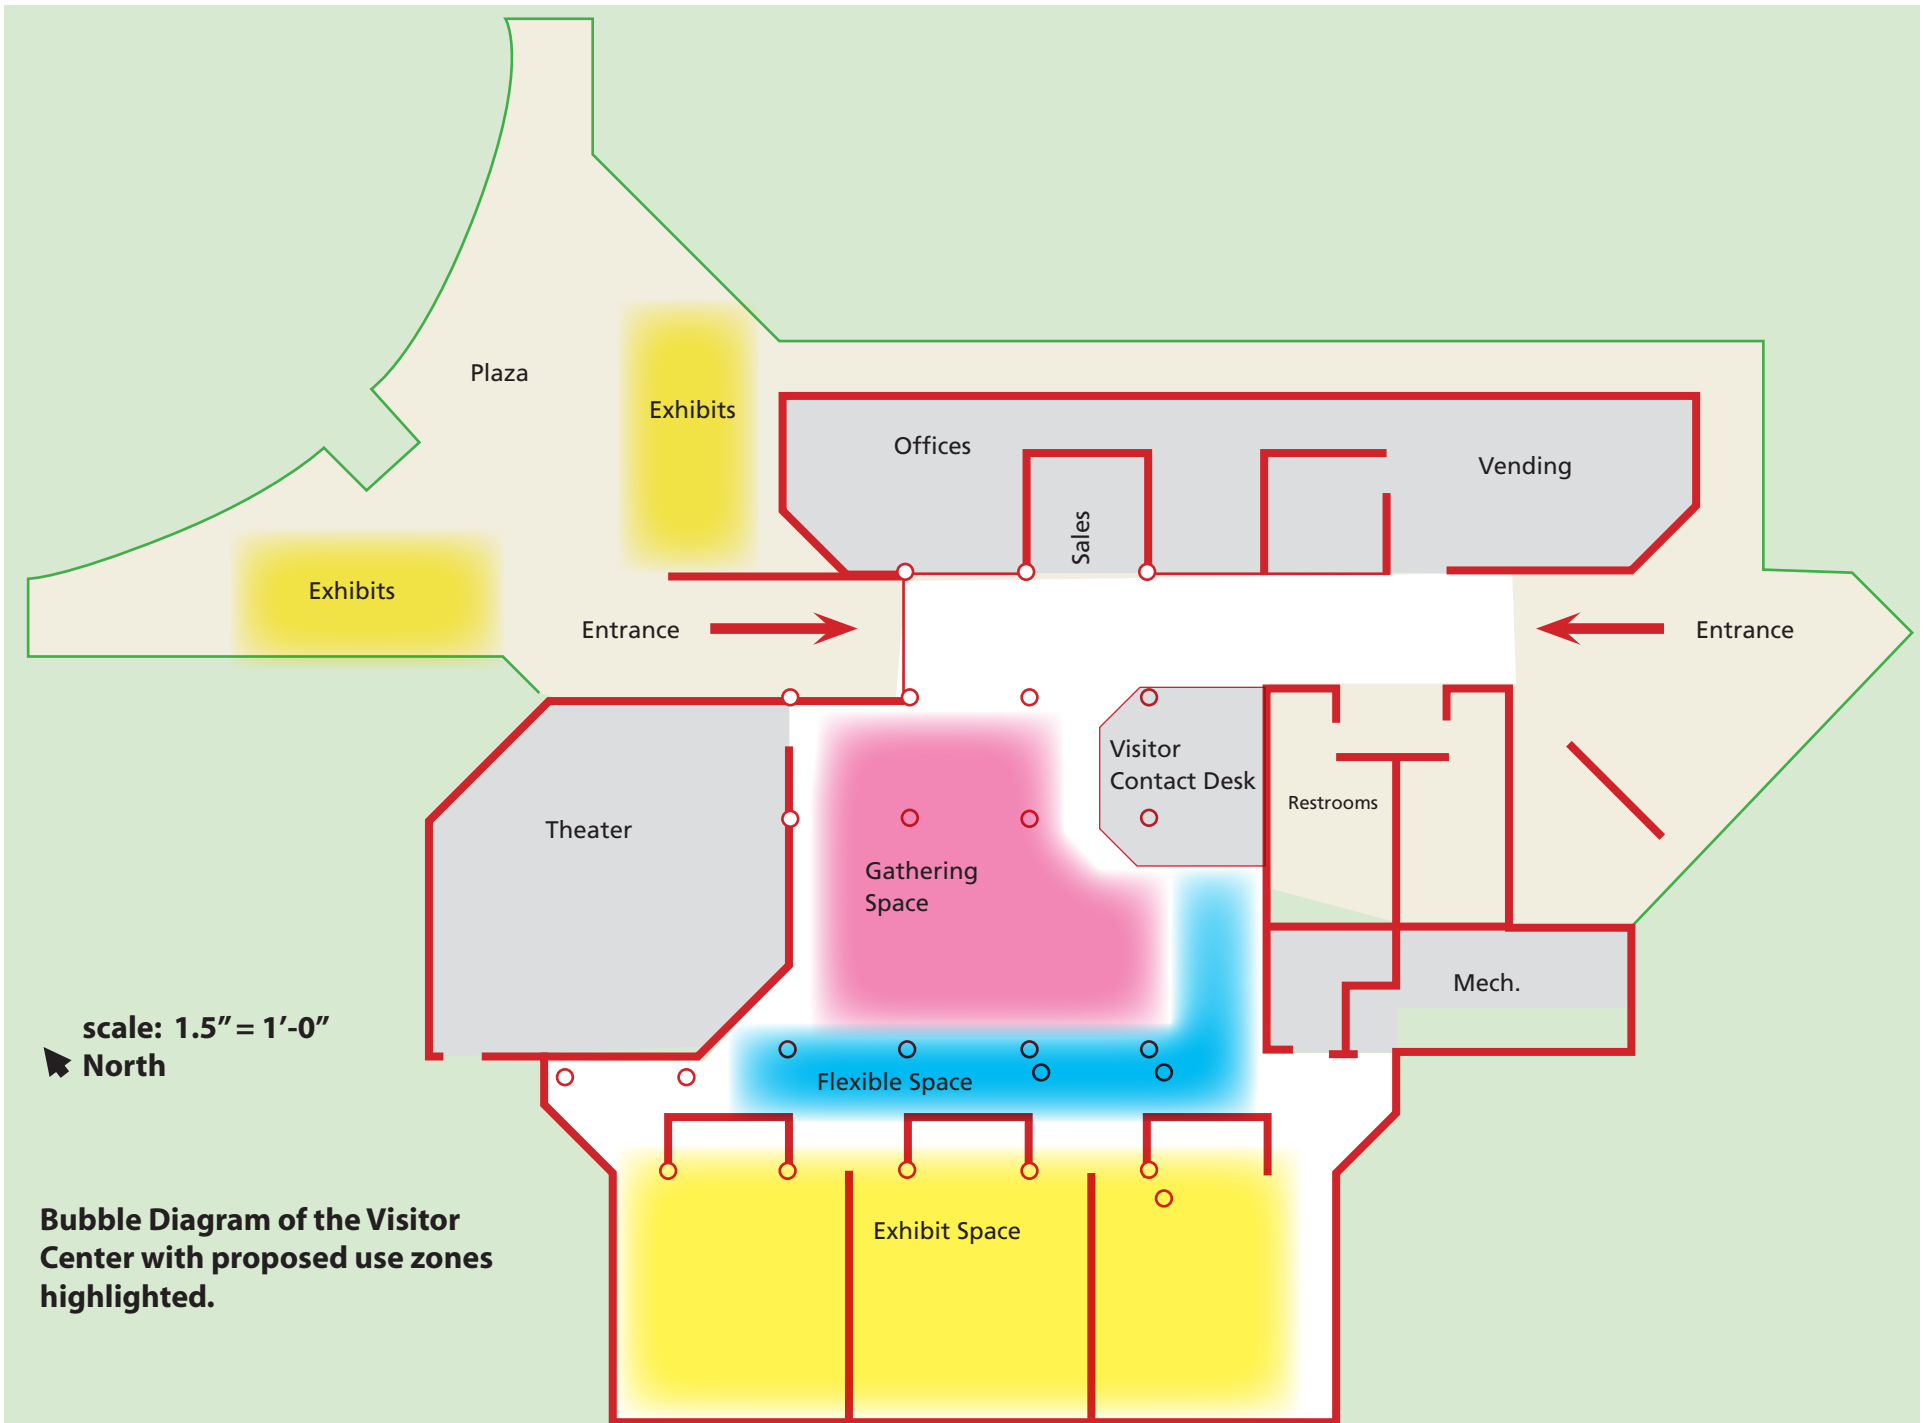 Plaza
Exhibits
Offices
Vending
Sales
Exhibits
Entrance
Entrance
Visitor
Contact Desk
Restrooms
Theater
Gathering
Space
Mech.
scale: 1.5” = 1’-0”
North
Flexible Space
Bubble Diagram of the Visitor
Center with proposed use zones
highlighted.
Exhibit Space